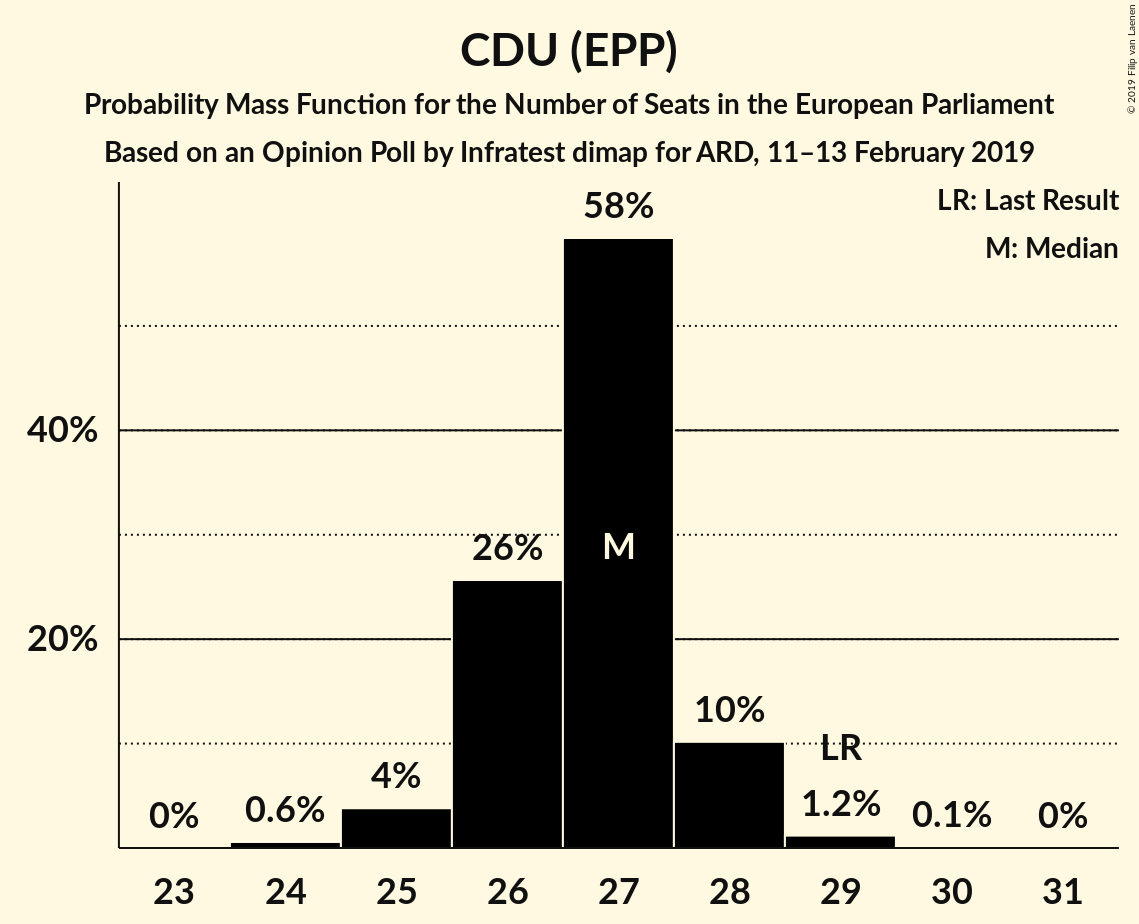 CDU (EPP)
Probability Mass Function for the Number of Seats in the European Parliament
Based on an Opinion Poll by Infratest dimap for ARD, 11–13 February 2019
© 2019 Filip van Laenen
LR: Last Result
M: Median
58%
40%
26%
M
20%
10%
LR
4%
1.2%
0%
0.6%
0.1%
0%
23 24 25 26 27 28 29 30 31